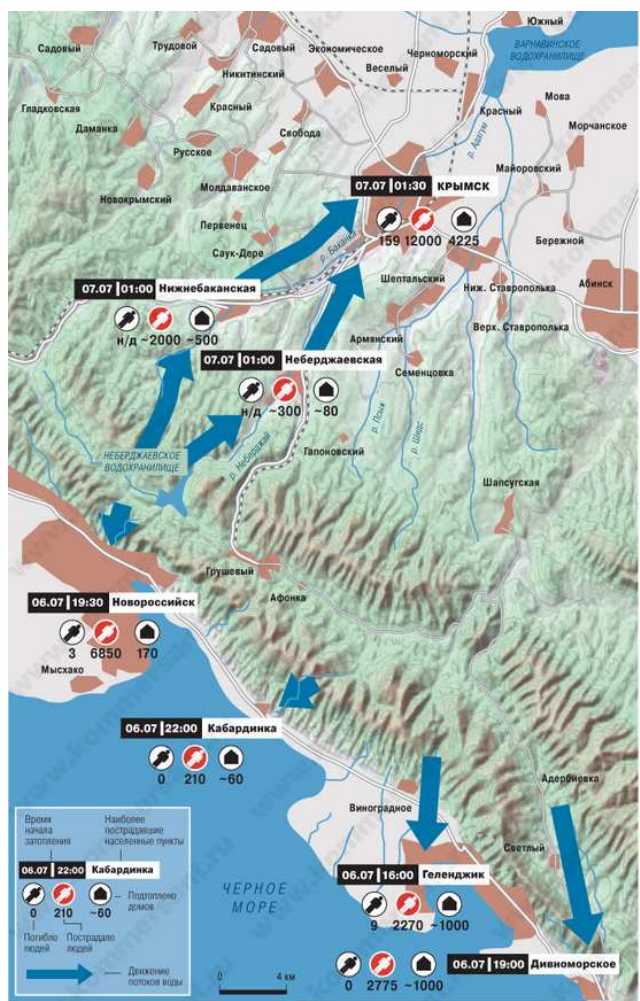 Южный
Садовый
Трудовой
Садовый
Экономическое
Черноморский
ВАРНАВИНСКОЕ
ВОДОХРАНИЛИЩЕ
Веселый
Никитинский
Гладковская
Красный
Красный
Мова
Даманка
Свобода
р. Адагум
Морчанское
Русское
Майоровский
Молдаванское
07.07 01:30 КРЫМСК
Новокрымский
159 12000 4225
Первенец
Бережной
Саук-Дере
р. Баканка
Шептальский
Абинск
07.07 01:00 Нижнебаканская
Ниж. Ставрополька
н/д ~2000 ~500
Армянский
Верх. Ставрополька
07.07 01:00 Неберджаевская
Семенцовка
н/д ~300 ~80
р. Псыж
р. Шидс
НЕБЕРДЖАЕВСКОЕ
ВОДОХРАНИЛИЩЕ
р. Неберджай
Гапоновский
Шапсугская
Грушевый
Афонка
06.07 19:30 Новороссийск
3 6850 170
Мысхако
06.07 22:00 Кабардинка
0 210 ~60
Адербиевка
Виноградное
Светлый
06.07 16:00 Геленджик
9 2270 ~1000
ЧЕРНОЕ
МОРЕ
06.07 19:00 Дивноморское
0 2775 ~1000
Время
начала
затопления
Наиболее
пострадавшие
населенные пункты
06.07 22:00 Кабардинка
0 210 ~60
Подтоплено
домов
Погибло
людей
Пострадало
людей
Движение
потоков воды
0 4 км